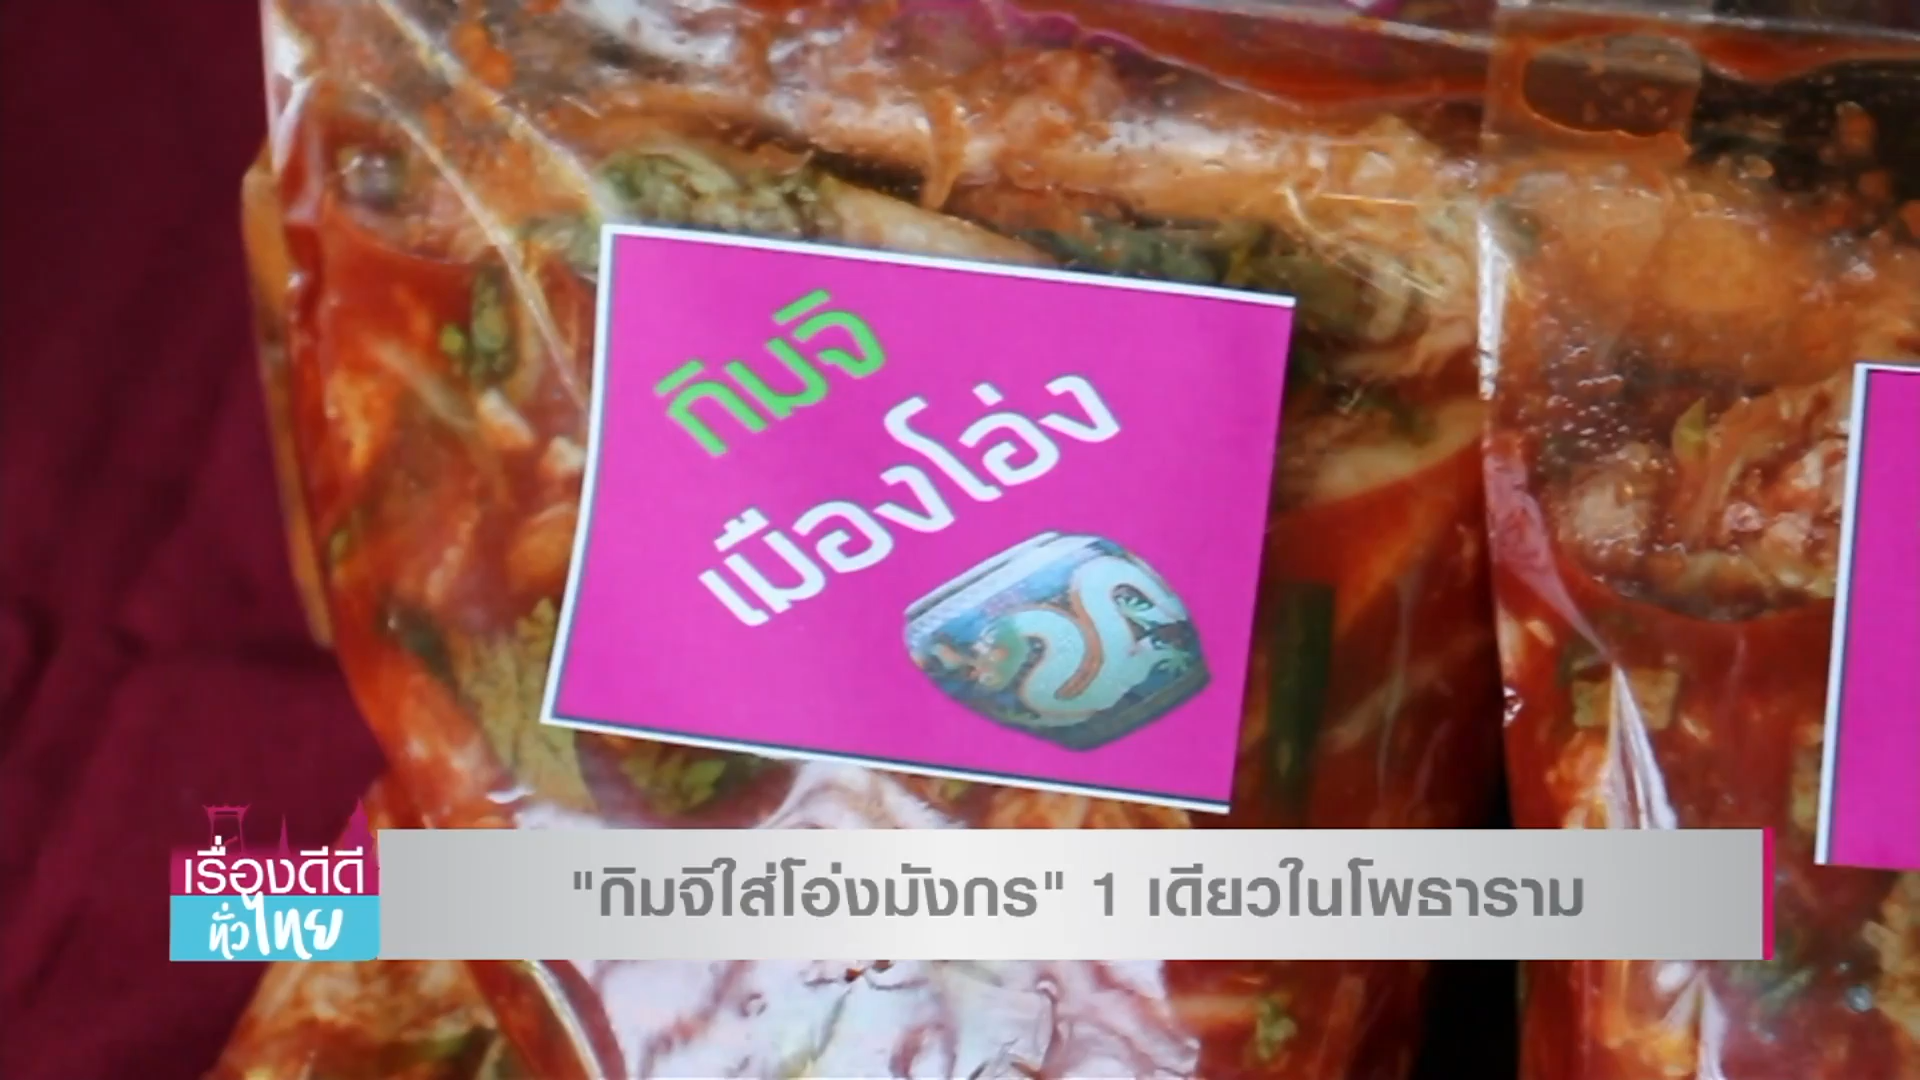 กิมจิ
เมืองโอ่ง
เรื่องดีดี
ทั่วไทย
"กิมจีใส่โอ่งมังกร" 1 เดียวในโพธาราม